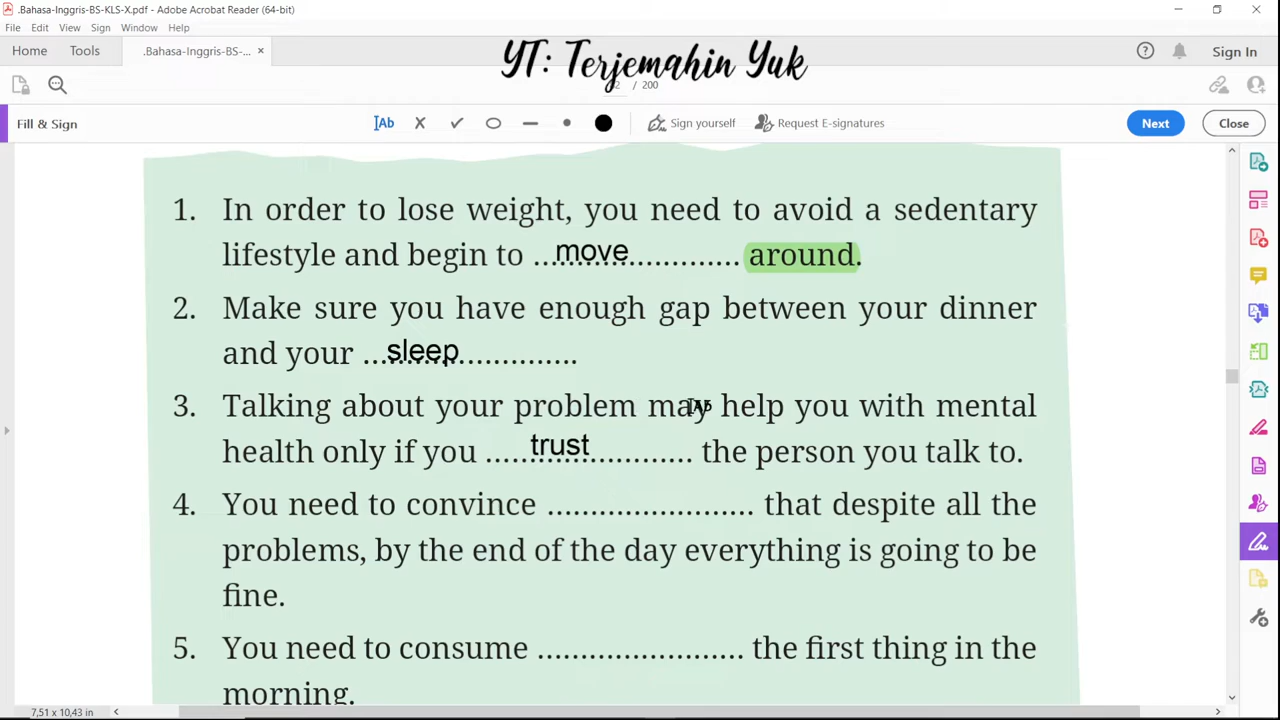 .Bahasa-Inggris-BS-KLS-X.pdf - Adobe Acrobat Reader (64-bit)
File Edit View Sign Window Help
Home Tools .Bahasa-Inggris-BS-... × Sign In
YT: Terjemahin Yuk
2 / 200
Fill & Sign IAb Sign yourself Request E-signatures Next Close
1. In order to lose weight, you need to avoid a sedentary
lifestyle and begin to ...move............... around.
2. Make sure you have enough gap between your dinner
and your ...sleep...............
3. Talking about your problem may help you with mental
health only if you ......trust............ the person you talk to.
4. You need to convince ........................ that despite all the
problems, by the end of the day everything is going to be
fine.
5. You need to consume ........................ the first thing in the
morning.
7,51 x 10,43 in